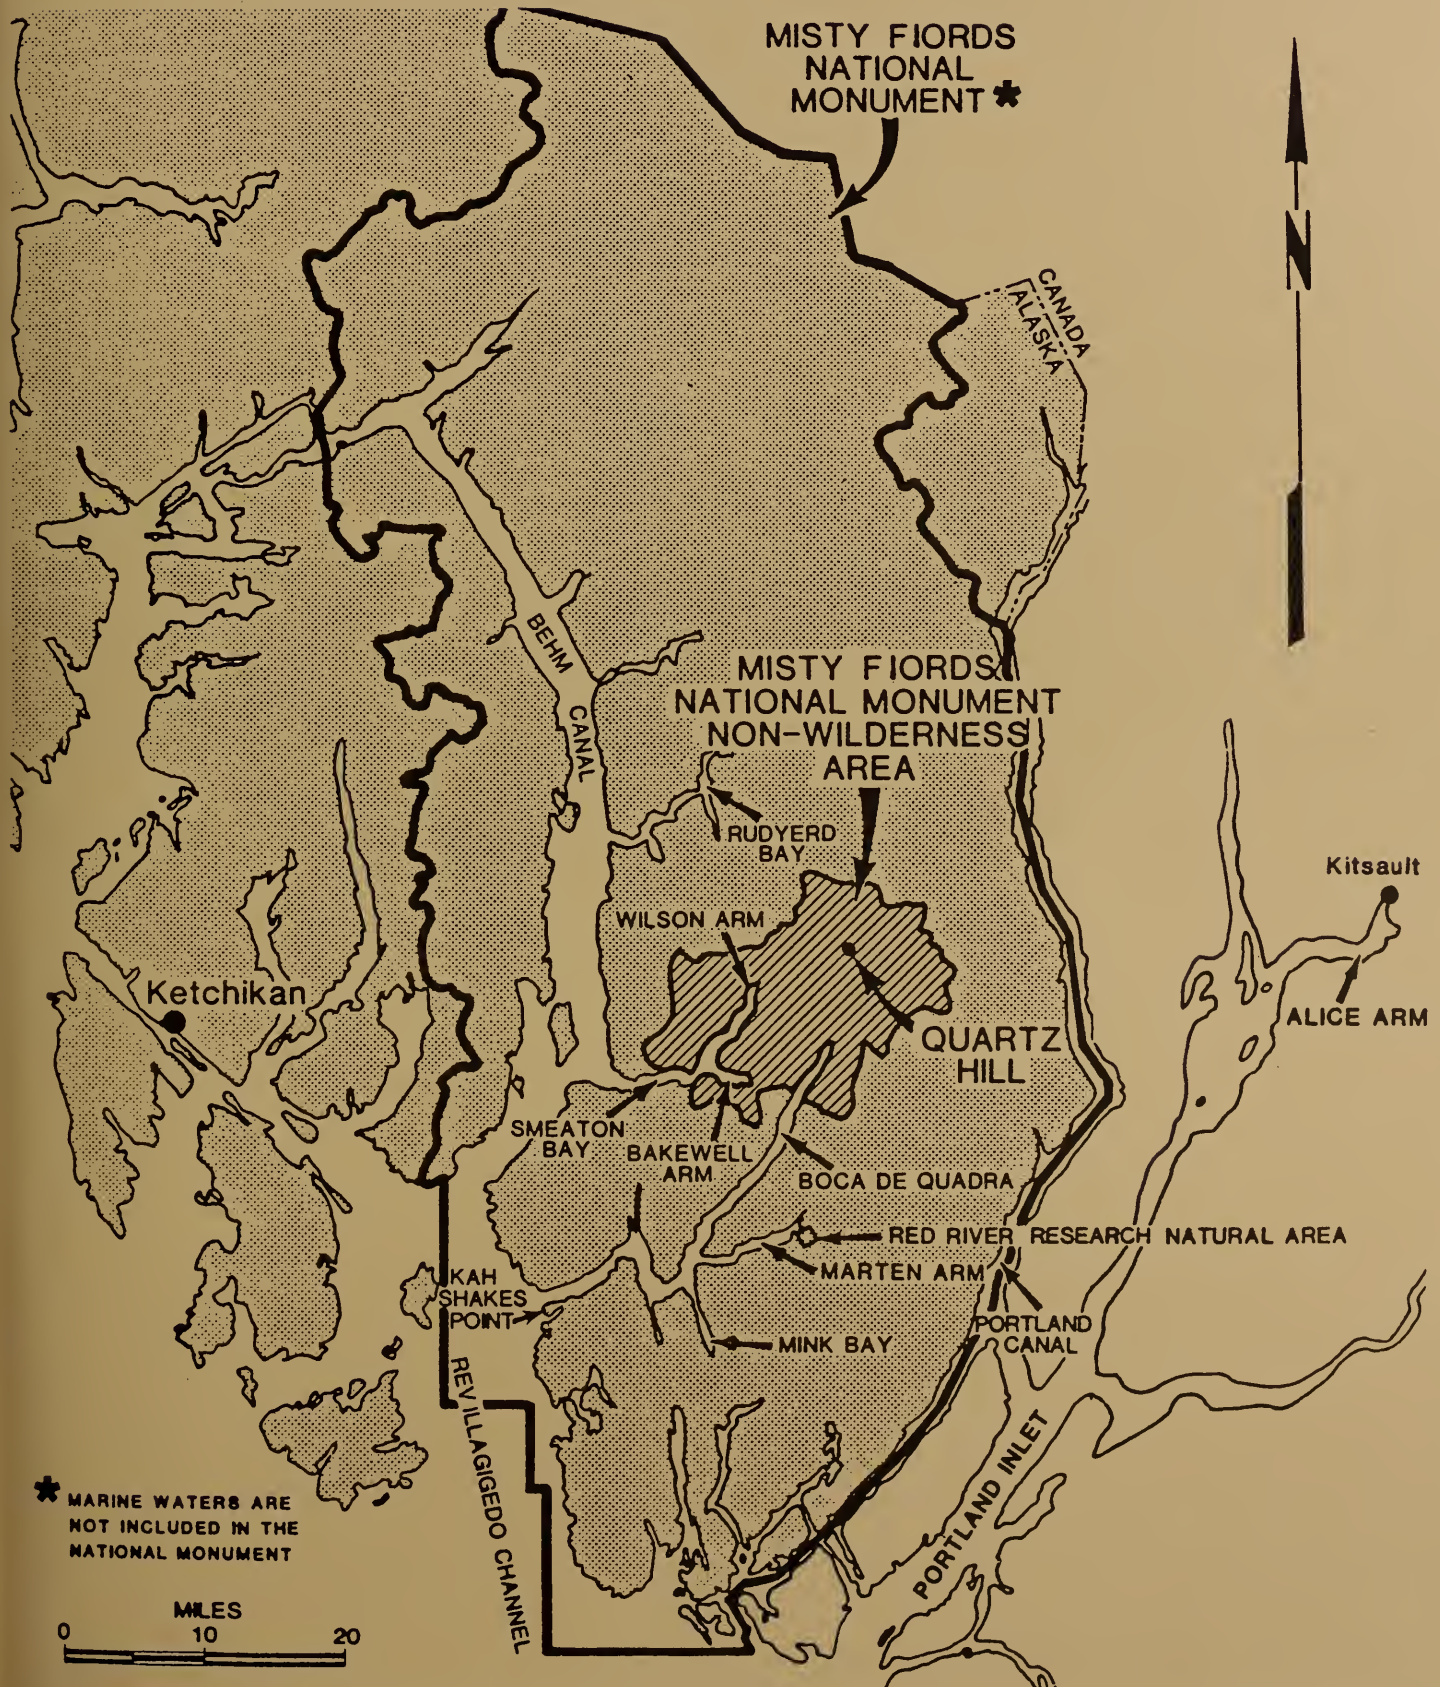 MISTY FIORDS
NATIONAL
MONUMENT *
N
CANADA
ALASKA
BEHM
CANAL
MISTY FIORDS
NATIONAL MONUMENT
NON-WILDERNESS
AREA
RUDYERD
BAY
Kitsault
WILSON ARM
Ketchikan
ALICE ARM
QUARTZ
HILL
SMEATON
BAY
BAKEWELL
ARM
BOCA DE QUADRA
RED RIVER RESEARCH NATURAL AREA
MARTEN ARM
KAH
SHAKES
POINT
PORTLAND
CANAL
MINK BAY
REVILLAGIGEDO CHANNEL
PORTLAND INLET
* MARINE WATERS ARE
NOT INCLUDED IN THE
NATIONAL MONUMENT
MILES
0 10 20